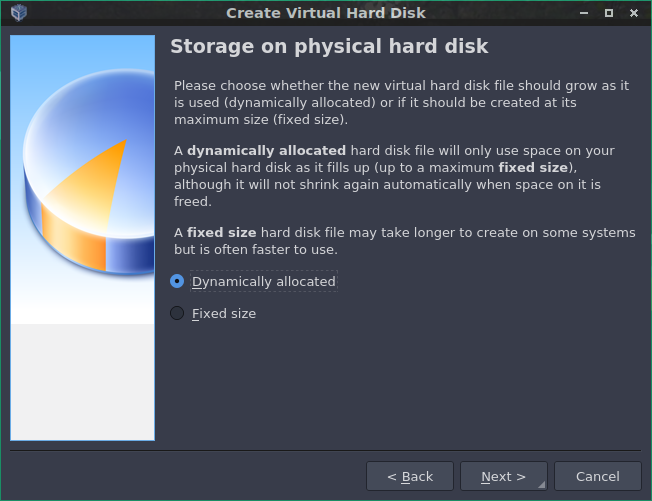 Create Virtual Hard Disk
Storage on physical hard disk
Please choose whether the new virtual hard disk file should grow as it
is used (dynamically allocated) or if it should be created at its
maximum size (fixed size).
A dynamically allocated hard disk file will only use space on your
physical hard disk as it fills up (up to a maximum fixed size),
although it will not shrink again automatically when space on it is
freed.
A fixed size hard disk file may take longer to create on some systems
but is often faster to use.
Dynamically allocated
Fixed size
< Back
Next >
Cancel